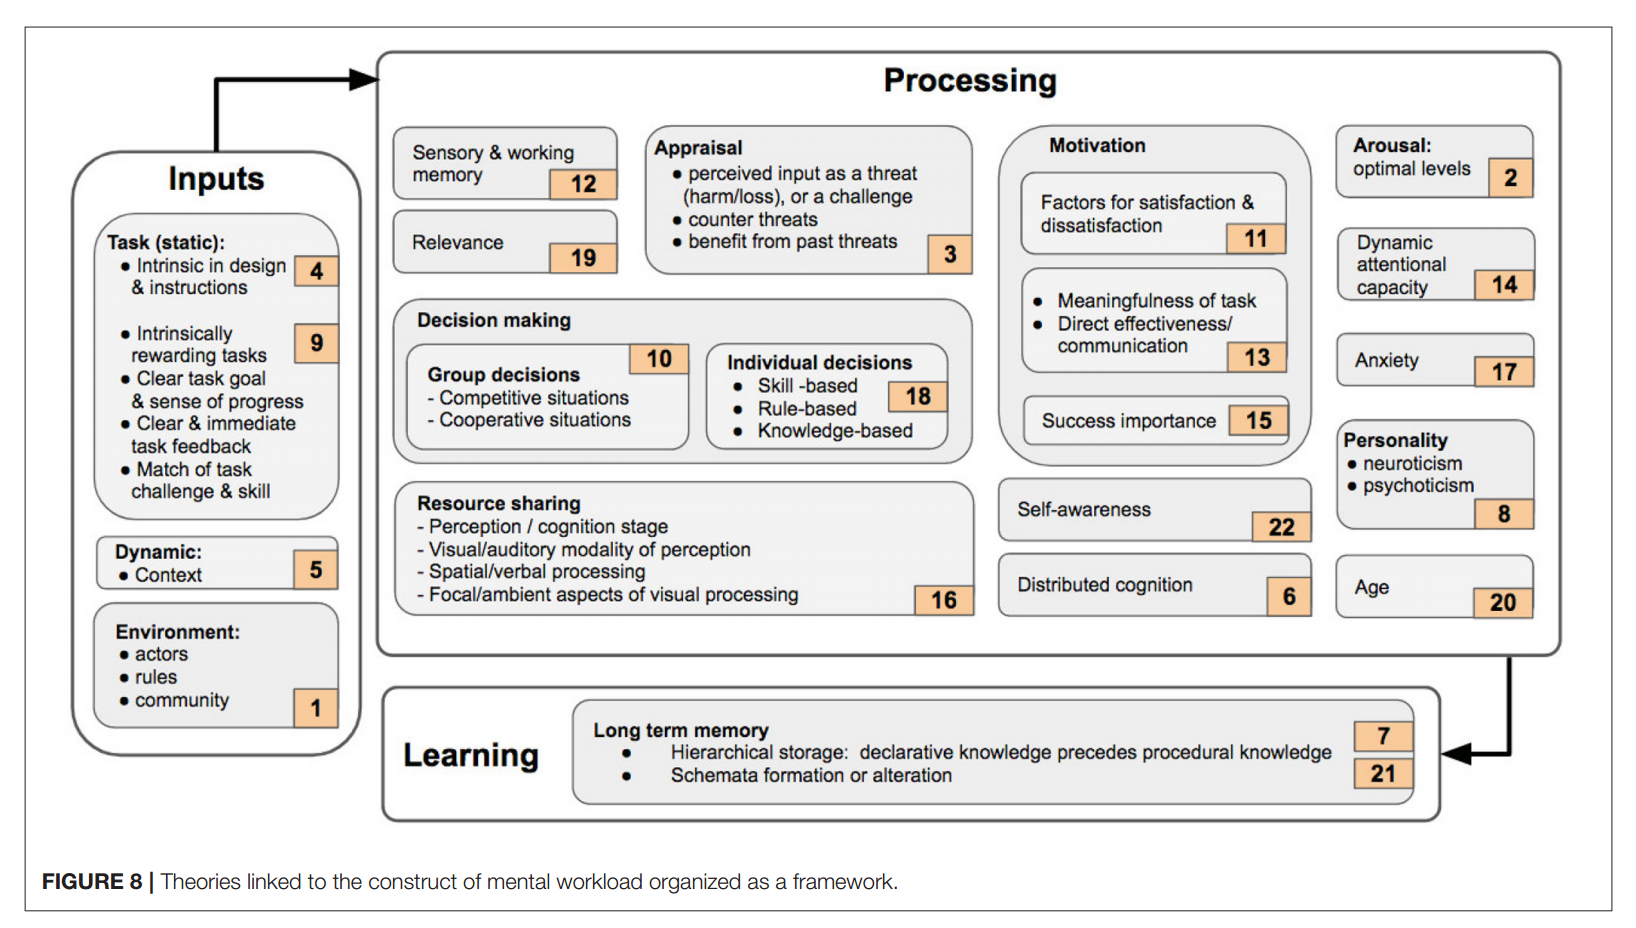 Processing
Inputs
Task (static):
● Intrinsic in design
& instructions
4
● Intrinsically
rewarding tasks
9
● Clear task goal
& sense of progress
● Clear & immediate
task feedback
● Match of task
challenge & skill
Dynamic:
● Context
5
Environment:
● actors
● rules
● community
1
Sensory & working
memory
12
Relevance
19
Appraisal
● perceived input as a threat
(harm/loss), or a challenge
● counter threats
● benefit from past threats
3
Decision making
10
Group decisions
- Competitive situations
- Cooperative situations
Individual decisions
● Skill -based
● Rule-based
● Knowledge-based
18
Resource sharing
- Perception / cognition stage
- Visual/auditory modality of perception
- Spatial/verbal processing
- Focal/ambient aspects of visual processing
16
Motivation
Factors for satisfaction &
dissatisfaction
11
● Meaningfulness of task
● Direct effectiveness/
communication
13
Success importance
15
Self-awareness
22
Distributed cognition
6
Arousal:
optimal levels
2
Dynamic
attentional
capacity
14
Anxiety
17
Personality
● neuroticism
● psychoticism
8
Age
20
Learning
Long term memory
7
● Hierarchical storage: declarative knowledge precedes procedural knowledge
● Schemata formation or alteration
21
FIGURE 8 | Theories linked to the construct of mental workload organized as a framework.